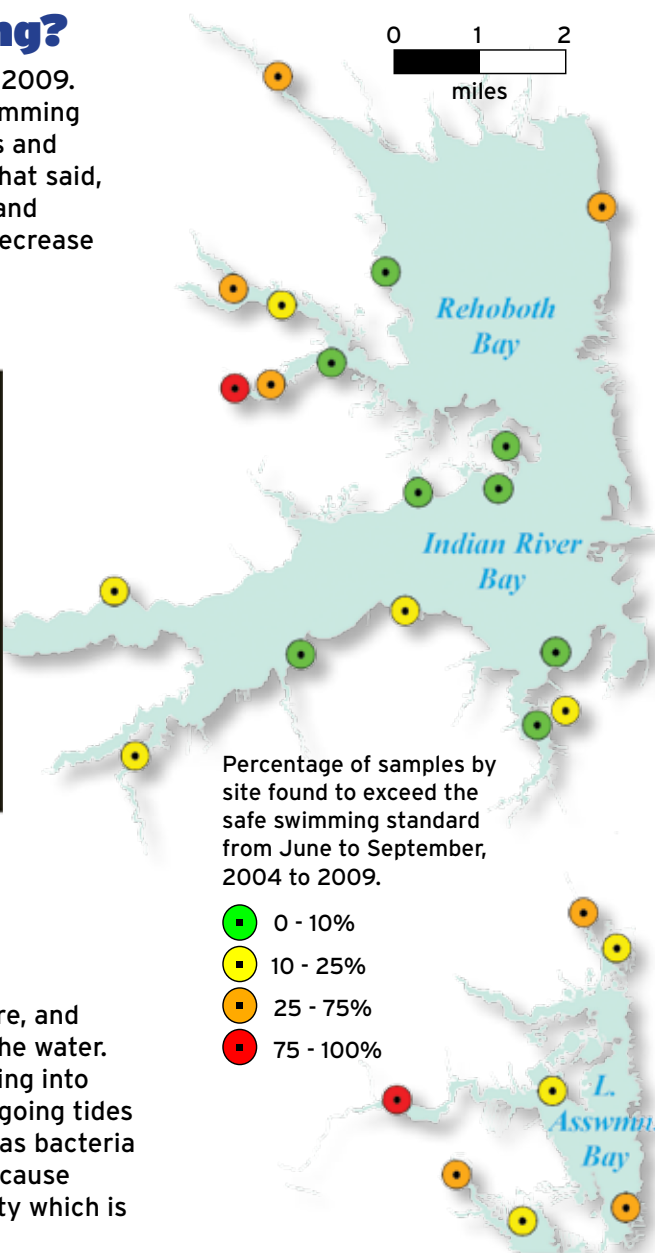 ng?
2009.
mming
s and
hat said,
and
ecrease
0 1 2
miles
Rehoboth
Bay
Indian River
Bay
Percentage of samples by
site found to exceed the
safe swimming standard
from June to September,
2004 to 2009.
0 - 10%
10 - 25%
25 - 75%
75 - 100%
L.
Bay
re, and
he water.
ing into
going tides
as bacteria
cause
ty which is